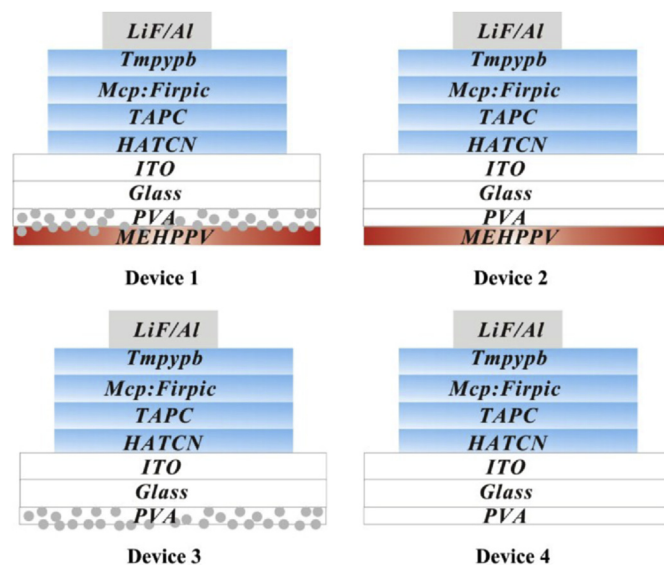 LiF/Al
Tmpypb
Mcp:Firpic
TAPC
HATCN
ITO
Glass
PVA
MEHPPV
Device 1
LiF/Al
Tmpypb
Mcp:Firpic
TAPC
HATCN
ITO
Glass
PVA
MEHPPV
Device 2
LiF/Al
Tmpypb
Mcp:Firpic
TAPC
HATCN
ITO
Glass
PVA
Device 3
LiF/Al
Tmpypb
Mcp:Firpic
TAPC
HATCN
ITO
Glass
PVA
Device 4